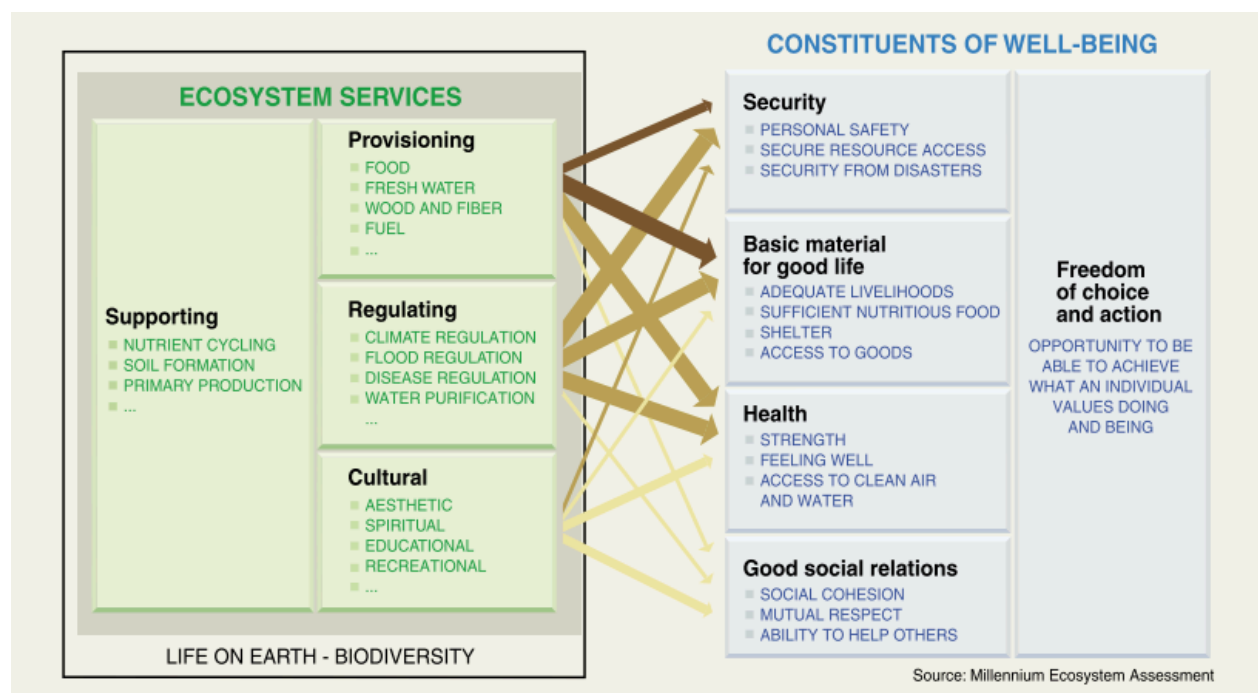 ECOSYSTEM SERVICES
Supporting
NUTRIENT CYCLING
SOIL FORMATION
PRIMARY PRODUCTION
...
Provisioning
FOOD
FRESH WATER
WOOD AND FIBER
FUEL
...
Regulating
CLIMATE REGULATION
FLOOD REGULATION
DISEASE REGULATION
WATER PURIFICATION
...
Cultural
AESTHETIC
SPIRITUAL
EDUCATIONAL
RECREATIONAL
...
LIFE ON EARTH - BIODIVERSITY
CONSTITUENTS OF WELL-BEING
Security
PERSONAL SAFETY
SECURE RESOURCE ACCESS
SECURITY FROM DISASTERS
Basic material
for good life
ADEQUATE LIVELIHOODS
SUFFICIENT NUTRITIOUS FOOD
SHELTER
ACCESS TO GOODS
Health
STRENGTH
FEELING WELL
ACCESS TO CLEAN AIR
AND WATER
Good social relations
SOCIAL COHESION
MUTUAL RESPECT
ABILITY TO HELP OTHERS
Freedom
of choice
and action
OPPORTUNITY TO BE
ABLE TO ACHIEVE
WHAT AN INDIVIDUAL
VALUES DOING
AND BEING
Source: Millennium Ecosystem Assessment